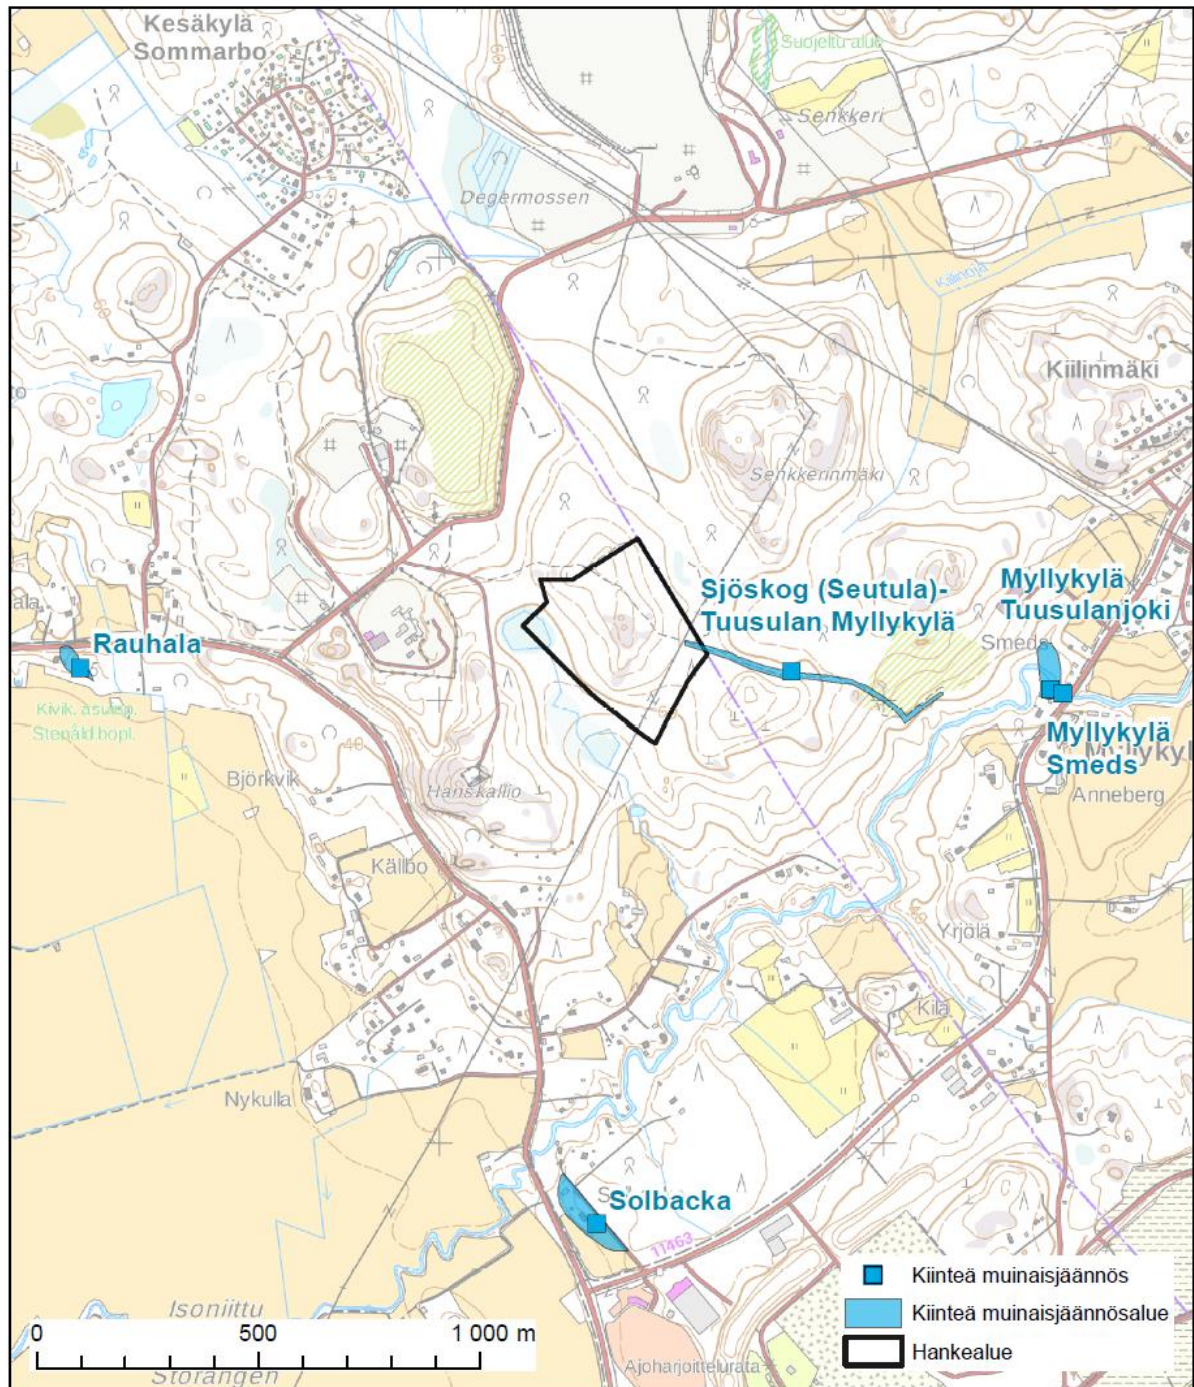 Kesäkylä
Sommarbo
Suojeltu alue
Senkkeri
Degermossen
Kiilinmäki
Senkkerinmäki
Sjöskog (Seutula)-
Tuusulan Myllykylä
Myllykylä
Tuusulanjoki
Smeds
Rauhala
Kivik. asuinp.
Stenåld.bopl.
40
Myllykylä
Smeds
Anneberg
Björkvik
Hanskallio
Källbo
Yrjölä
Kila
Nykulla
Solbacka
11463
Isoniittu
Storängen
Ajoharjoittelurata
0 500 1 000 m
Kiinteä muinaisjäännös
Kiinteä muinaisjäännösalue
Hankealue